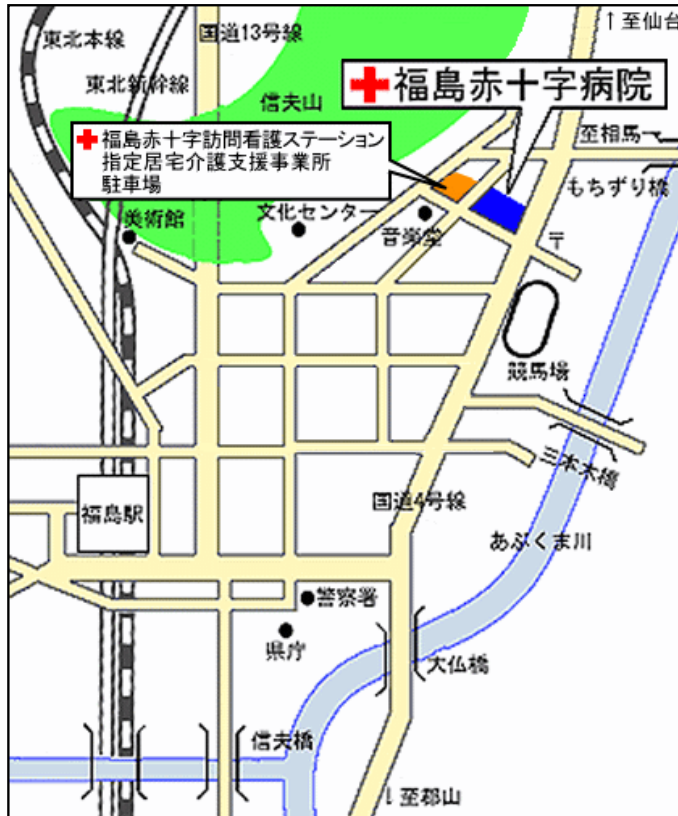 ↑至仙台
国道13号線
東北本線
東北新幹線
信夫山
福島赤十字病院
至相馬→
福島赤十字訪問看護ステーション
指定居宅介護支援事業所
駐車場
もちずり橋
美術館
文化センター
音楽堂
〒
競馬場
三本木橋
福島駅
国道4号線
あぶくま川
警察署
県庁
大仏橋
信夫橋
↓至郡山